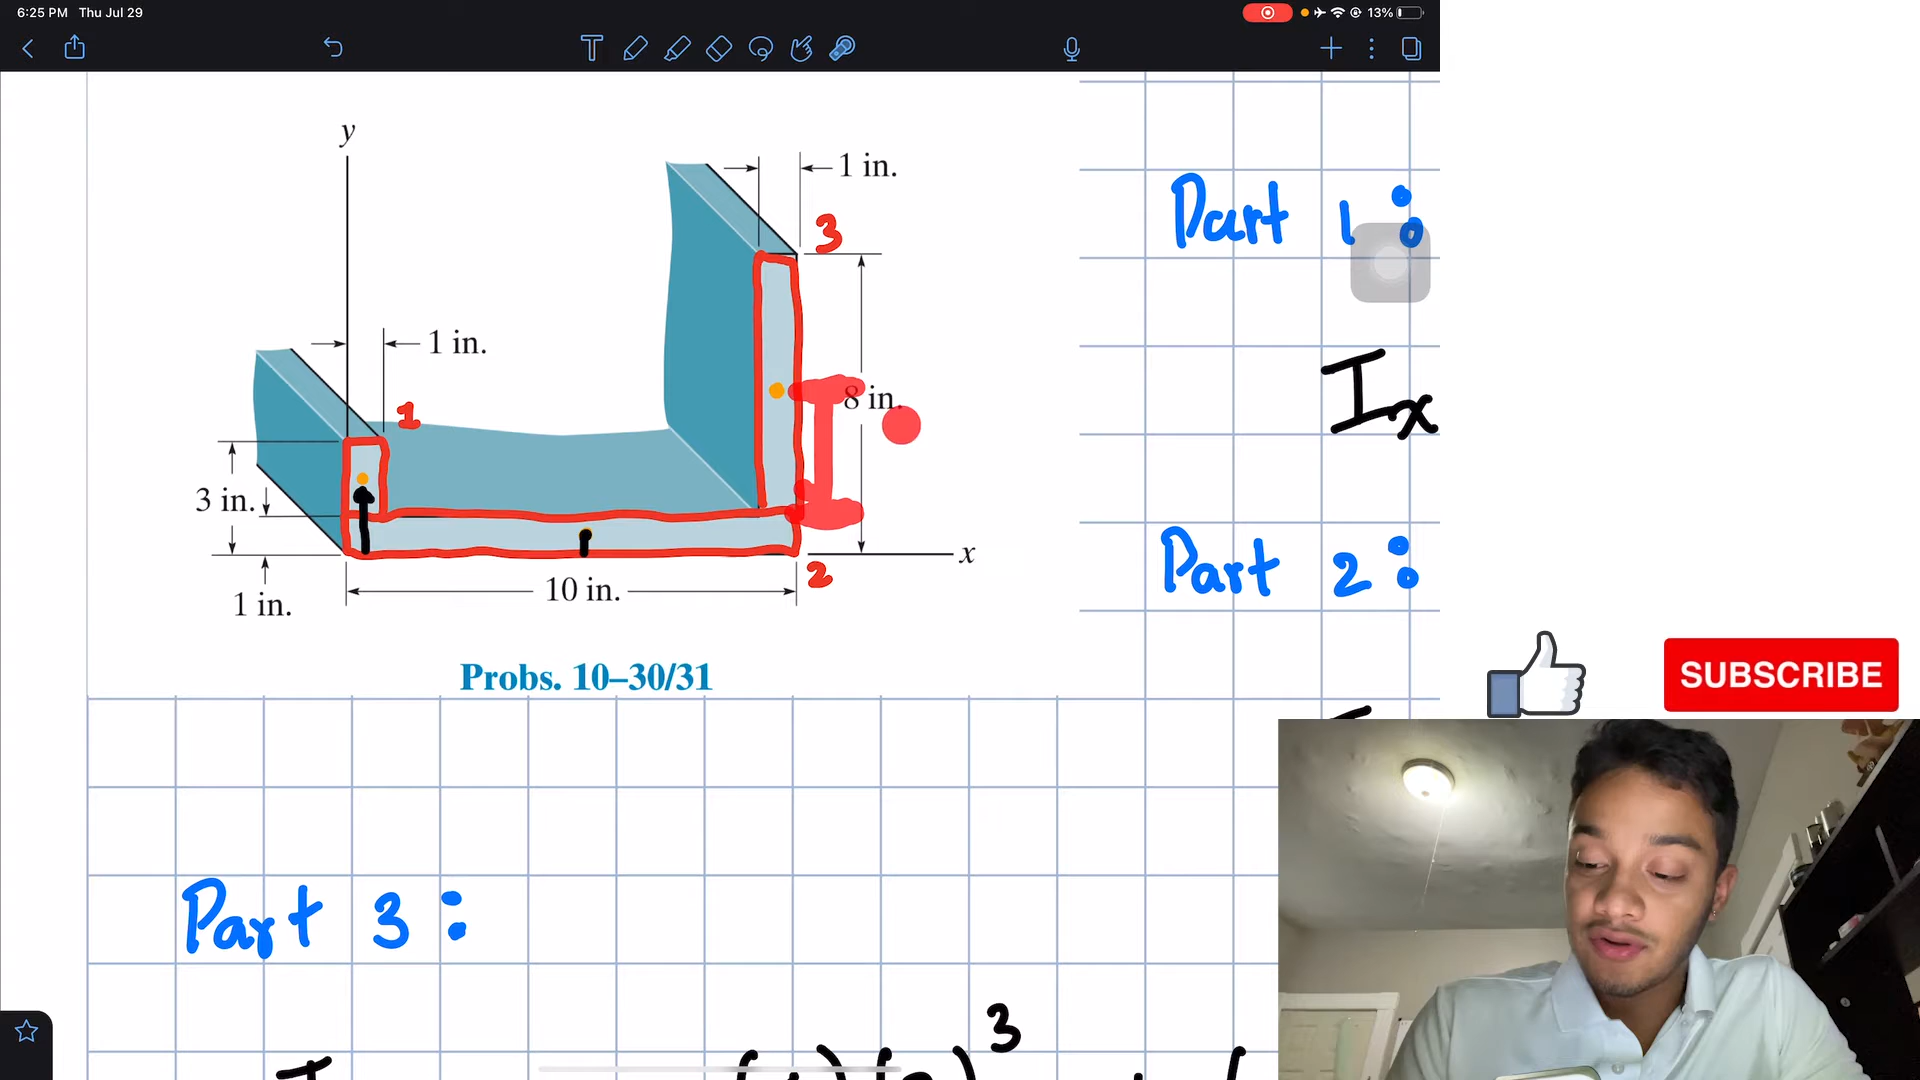 6:25 PM Thu Jul 29
13%
y
1 in.
3
Part 1:
1 in.
1
Ix
8 in.
3 in.
x
2
10 in.
1 in.
Part 2:
Probs. 10–30/31
SUBSCRIBE
Part 3:
3